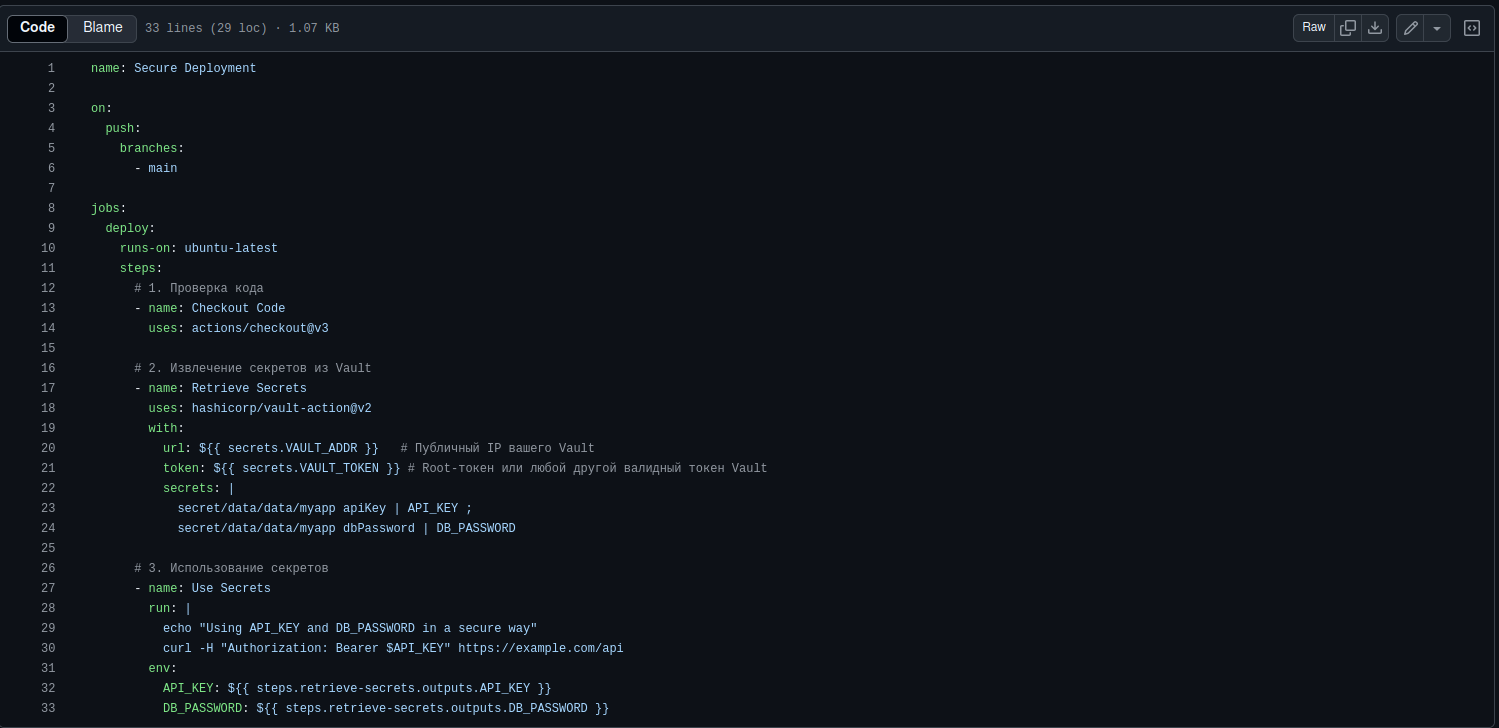 Code Blame 33 lines (29 loc) · 1.07 KB Raw
1 name: Secure Deployment
2
3 on:
4   push:
5     branches:
6       - main
7
8 jobs:
9   deploy:
10     runs-on: ubuntu-latest
11     steps:
12       # 1. Проверка кода
13       - name: Checkout Code
14         uses: actions/checkout@v3
15
16       # 2. Извлечение секретов из Vault
17       - name: Retrieve Secrets
18         uses: hashicorp/vault-action@v2
19         with:
20           url: ${{ secrets.VAULT_ADDR }}   # Публичный IP вашего Vault
21           token: ${{ secrets.VAULT_TOKEN }} # Root-токен или любой другой валидный токен Vault
22           secrets: |
23             secret/data/data/myapp apiKey | API_KEY ;
24             secret/data/data/myapp dbPassword | DB_PASSWORD
25
26       # 3. Использование секретов
27       - name: Use Secrets
28         run: |
29           echo "Using API_KEY and DB_PASSWORD in a secure way"
30           curl -H "Authorization: Bearer $API_KEY" https://example.com/api
31         env:
32           API_KEY: ${{ steps.retrieve-secrets.outputs.API_KEY }}
33           DB_PASSWORD: ${{ steps.retrieve-secrets.outputs.DB_PASSWORD }}